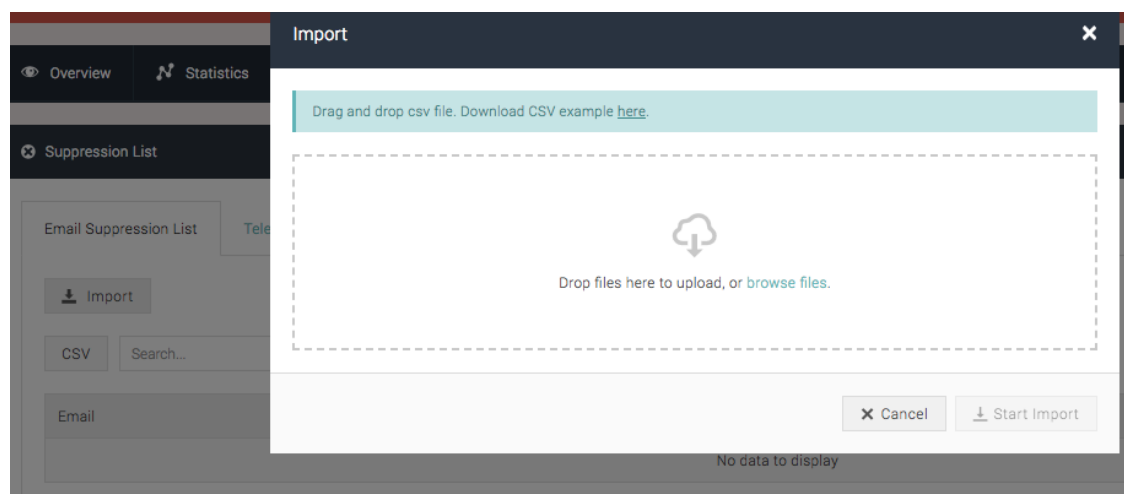 Import
Overview
Statistics
Drag and drop csv file. Download CSV example here.
Suppression List
Email Suppression List
Tele
Import
Drop files here to upload, or browse files.
CSV
Search...
Email
Cancel
Start Import
No data to display